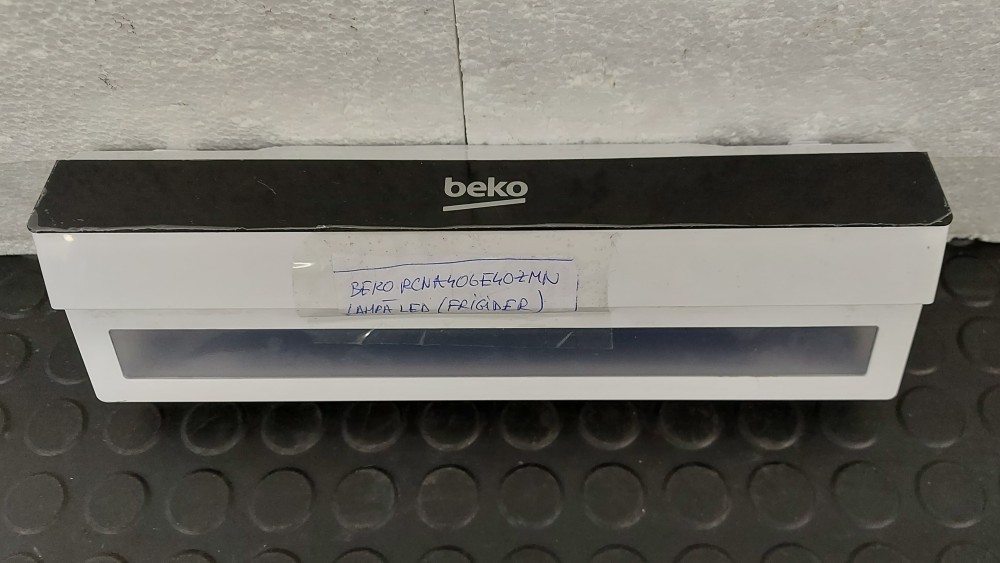 beko
BEKO RCNA406E40ZMN
LAMPĂ LED (FRIGIDER)